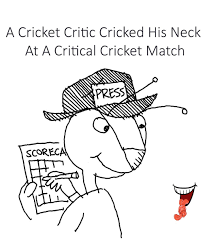 A Cricket Critic Cricked His Neck
At A Critical Cricket Match
PRESS
SCORECA